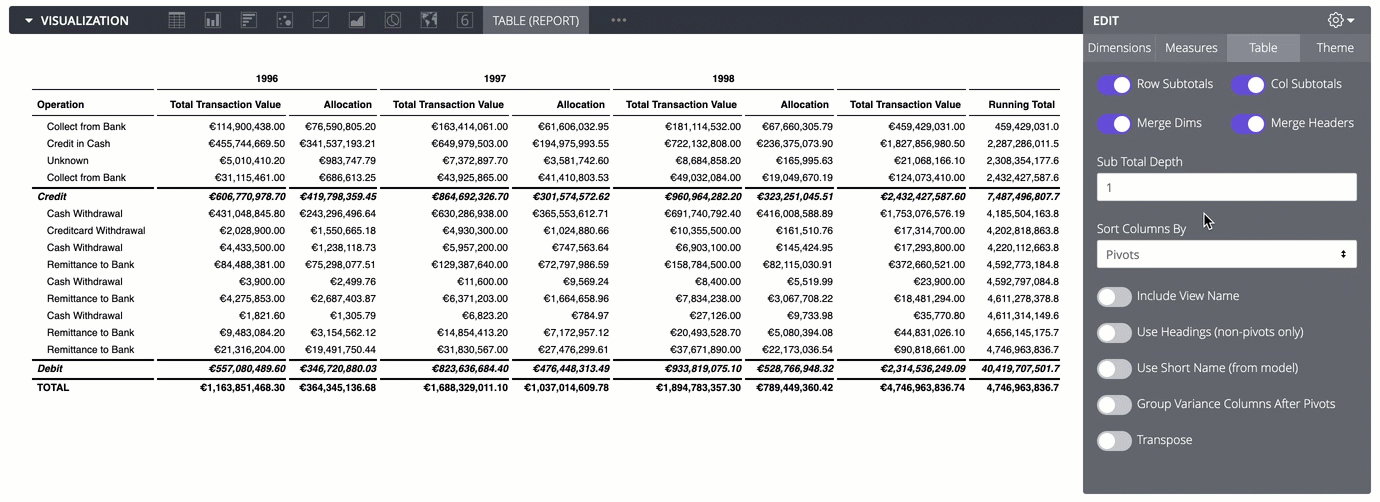 VISUALIZATION 6 TABLE (REPORT) ••• EDIT
Dimensions Measures Table Theme
1996 1997 1998
Operation Total Transaction Value Allocation Total Transaction Value Allocation Total Transaction Value Allocation Total Transaction Value Running Total
Collect from Bank €114,900,438.00 €76,590,805.20 €163,414,061.00 €61,606,032.95 €181,114,532.00 €67,660,305.79 €459,429,031.00 459,429,031.0
Credit in Cash €455,744,669.50 €341,537,193.21 €649,979,503.00 €194,975,993.55 €722,132,808.00 €236,375,073.90 €1,827,856,980.50 2,287,286,011.5
Unknown €5,010,410.20 €983,747.79 €7,372,897.70 €3,581,742.60 €8,684,858.20 €165,995.63 €21,068,166.10 2,308,354,177.6
Collect from Bank €31,115,461.00 €686,613.25 €43,925,865.00 €41,410,803.53 €49,032,084.00 €19,049,670.19 €124,073,410.00 2,432,427,587.6
Credit €606,770,978.70 €419,798,359.45 €864,692,326.70 €301,574,572.62 €960,964,282.20 €323,251,045.51 €2,432,427,587.60 7,487,496,807.7
Cash Withdrawal €431,048,845.80 €243,296,496.64 €630,286,938.00 €365,553,612.71 €691,740,792.40 €416,008,588.89 €1,753,076,576.19 4,185,504,163.8
Creditcard Withdrawal €2,028,900.00 €1,550,665.18 €4,930,300.00 €1,024,880.66 €10,355,500.00 €161,510.76 €17,314,700.00 4,202,818,863.8
Cash Withdrawal €4,433,500.00 €1,238,118.73 €5,957,200.00 €747,563.64 €6,903,100.00 €145,424.95 €17,293,800.00 4,220,112,663.8
Remittance to Bank €84,488,381.00 €75,298,077.51 €129,387,640.00 €72,797,986.59 €158,784,500.00 €82,115,030.91 €372,660,521.00 4,592,773,184.8
Cash Withdrawal €3,900.00 €2,499.76 €11,600.00 €9,569.24 €8,400.00 €5,519.99 €23,900.00 4,592,797,084.8
Remittance to Bank €4,275,853.00 €2,687,403.87 €6,371,203.00 €1,664,658.96 €7,834,238.00 €3,067,708.22 €18,481,294.00 4,611,278,378.8
Cash Withdrawal €1,821.60 €1,305.79 €6,823.20 €784.97 €27,126.00 €9,733.98 €35,770.80 4,611,314,149.6
Remittance to Bank €9,483,084.20 €3,154,562.12 €14,854,413.20 €7,172,957.12 €20,493,528.70 €5,080,394.08 €44,831,026.10 4,656,145,175.7
Remittance to Bank €21,316,204.00 €19,491,750.44 €31,830,567.00 €27,476,299.61 €37,671,890.00 €22,173,036.54 €90,818,661.00 4,746,963,836.7
Debit €557,080,489.60 €346,720,880.03 €823,636,684.40 €476,448,313.49 €933,819,075.10 €528,766,948.32 €2,314,536,249.09 40,419,707,501.7
TOTAL €1,163,851,468.30 €364,345,136.68 €1,688,329,011.10 €1,037,014,609.78 €1,894,783,357.30 €789,449,360.42 €4,746,963,836.74 4,746,963,836.7
Row Subtotals Col Subtotals
Merge Dims Merge Headers
Sub Total Depth
1
Sort Columns By
Pivots
Include View Name
Use Headings (non-pivots only)
Use Short Name (from model)
Group Variance Columns After Pivots
Transpose